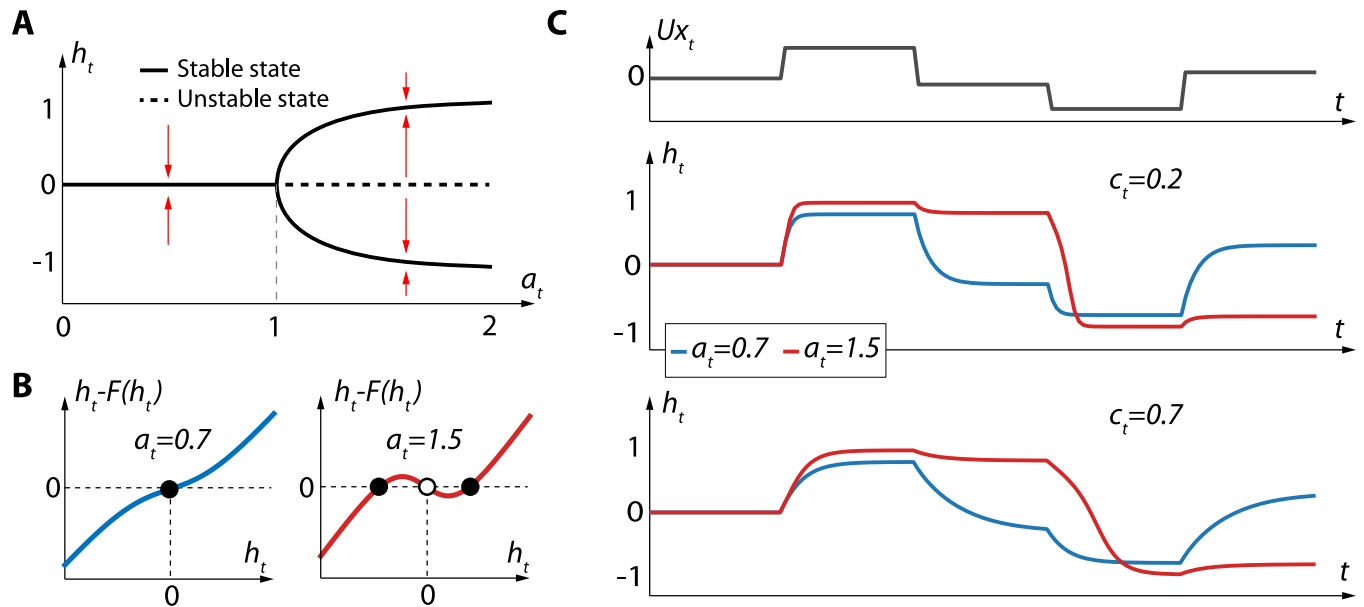 A
h_t
Stable state
Unstable state
1
0
-1
a_t
0
1
2
B
h_t-F(h_t)
a_t=0.7
0
h_t
0
h_t-F(h_t)
a_t=1.5
0
h_t
0
C
Ux_t
0
t
h_t
c_t=0.2
1
0
-1
t
a_t=0.7 a_t=1.5
h_t
c_t=0.7
1
0
-1
t